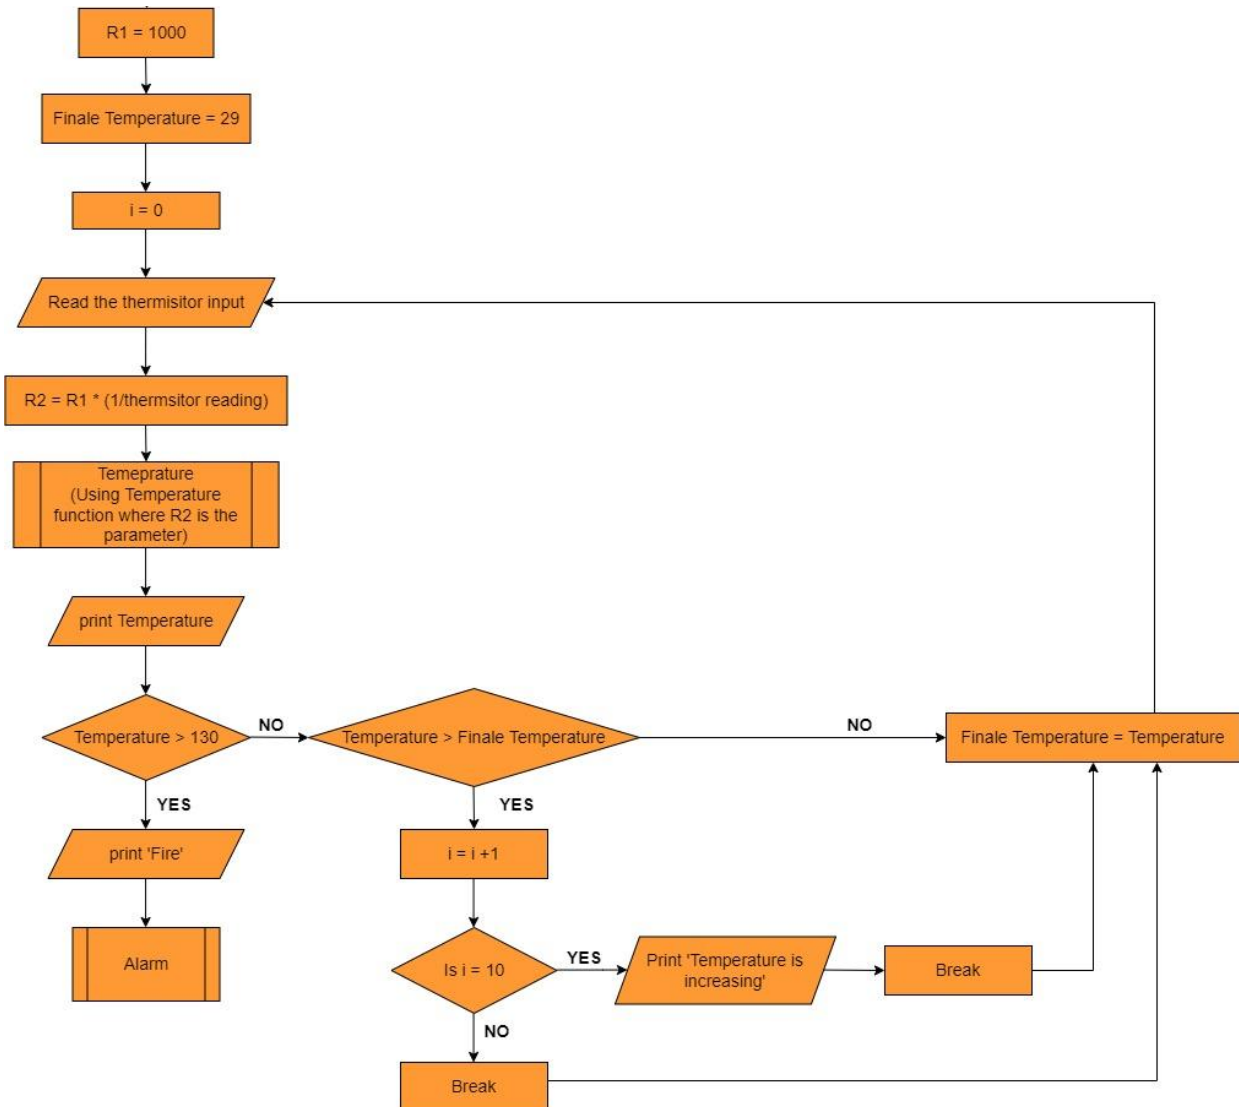 R1 = 1000
Finale Temperature = 29
i = 0
Read the thermisitor input
R2 = R1 * (1/thermsitor reading)
Temeprature
(Using Temperature
function where R2 is the
parameter)
print Temperature
Temperature > 130
NO
Temperature > Finale Temperature
NO
Finale Temperature = Temperature
YES
YES
print 'Fire'
i = i +1
Alarm
Is i = 10
YES
Print 'Temperature is
increasing'
Break
NO
Break